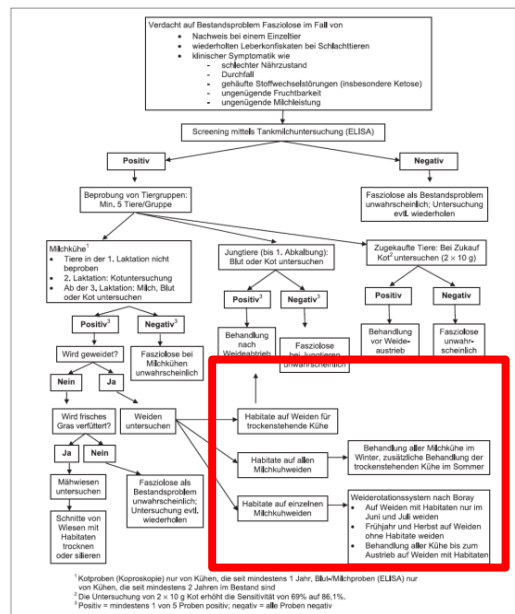 Verdacht auf Bestandsproblem Fasziolose im Fall von
• Nachweis bei einem Einzeltier
• wiederholten Leberkonfiskaten bei Schlachttieren
• klinischer Symptomatik wie
- schlechter Nährzustand
- Durchfall
- gehäufte Stoffwechselstörungen (insbesondere Ketose)
- ungenügende Fruchtbarkeit
- ungenügende Milchleistung
Screening mittels Tankmilchuntersuchung (ELISA)
Positiv
Negativ
Beprobung von Tiergruppen:
Min. 5 Tiere/Gruppe
Fasziolose als Bestandsproblem
unwahrscheinlich; Untersuchung
evtl. wiederholen
Milchkühe¹
• Tiere in der 1. Laktation nicht
beproben
• 2. Laktation: Kotuntersuchung
• Ab der 3. Laktation: Milch, Blut
oder Kot untersuchen
Jungtiere (bis 1. Abkalbung):
Blut oder Kot untersuchen
Zugekaufte Tiere: Bei Zukauf
Kot² untersuchen (2 × 10 g)
Positiv³
Negativ³
Positiv³
Negativ³
Positiv
Negativ
Wird geweidet?
Fasziolose bei
Milchkühen
unwahrscheinlich
Behandlung
nach
Weideabtrieb
Fasziolose
bei Jungtieren
unwahrscheinlich
Behandlung
vor Weide-
austrieb
Fasziolose
unwahr-
scheinlich
Nein
Ja
Wird frisches
Gras verfüttert?
Weiden
untersuchen
Habitate auf Weiden für
trockenstehende Kühe
Ja
Nein
Habitate auf allen
Milchkuhweiden
Behandlung aller Milchkühe im
Winter, zusätzliche Behandlung der
trockenstehenden Kühe im Sommer
Mähwiesen
untersuchen
Fasziolose als
Bestandsproblem
unwahrscheinlich;
Untersuchung evtl.
wiederholen
Habitate auf einzelnen
Milchkuhweiden
Weiderotationssystem nach Boray
• Auf Weiden mit Habitaten nur im
Juni und Juli weiden
• Frühjahr und Herbst auf Weiden
ohne Habitate weiden
• Behandlung aller Kühe bis zum
Austrieb auf Weiden mit Habitaten
Schnitte von
Wiesen mit
Habitaten
trocknen
oder silieren
¹ Kotproben (Koproskopie) nur von Kühen, die seit mindestens 1 Jahr, Blut-/Milchproben (ELISA) nur
von Kühen, die seit mindestens 2 Jahren im Bestand sind
² Die Untersuchung von 2 × 10 g Kot erhöht die Sensitivität von 69% auf 86,1%.
³ Positiv = mindestens 1 von 5 Proben positiv; negativ = alle Proben negativ